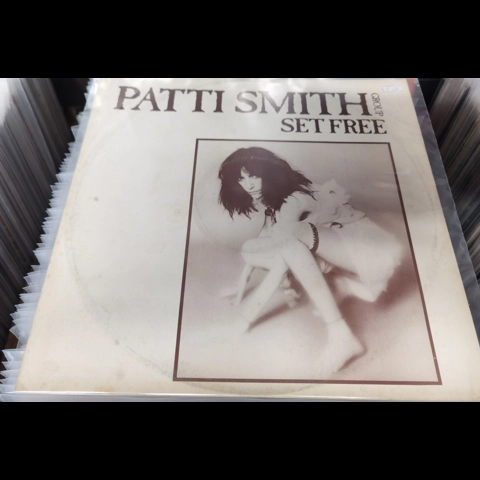 PATTI SMITH GROUP
SET FREE